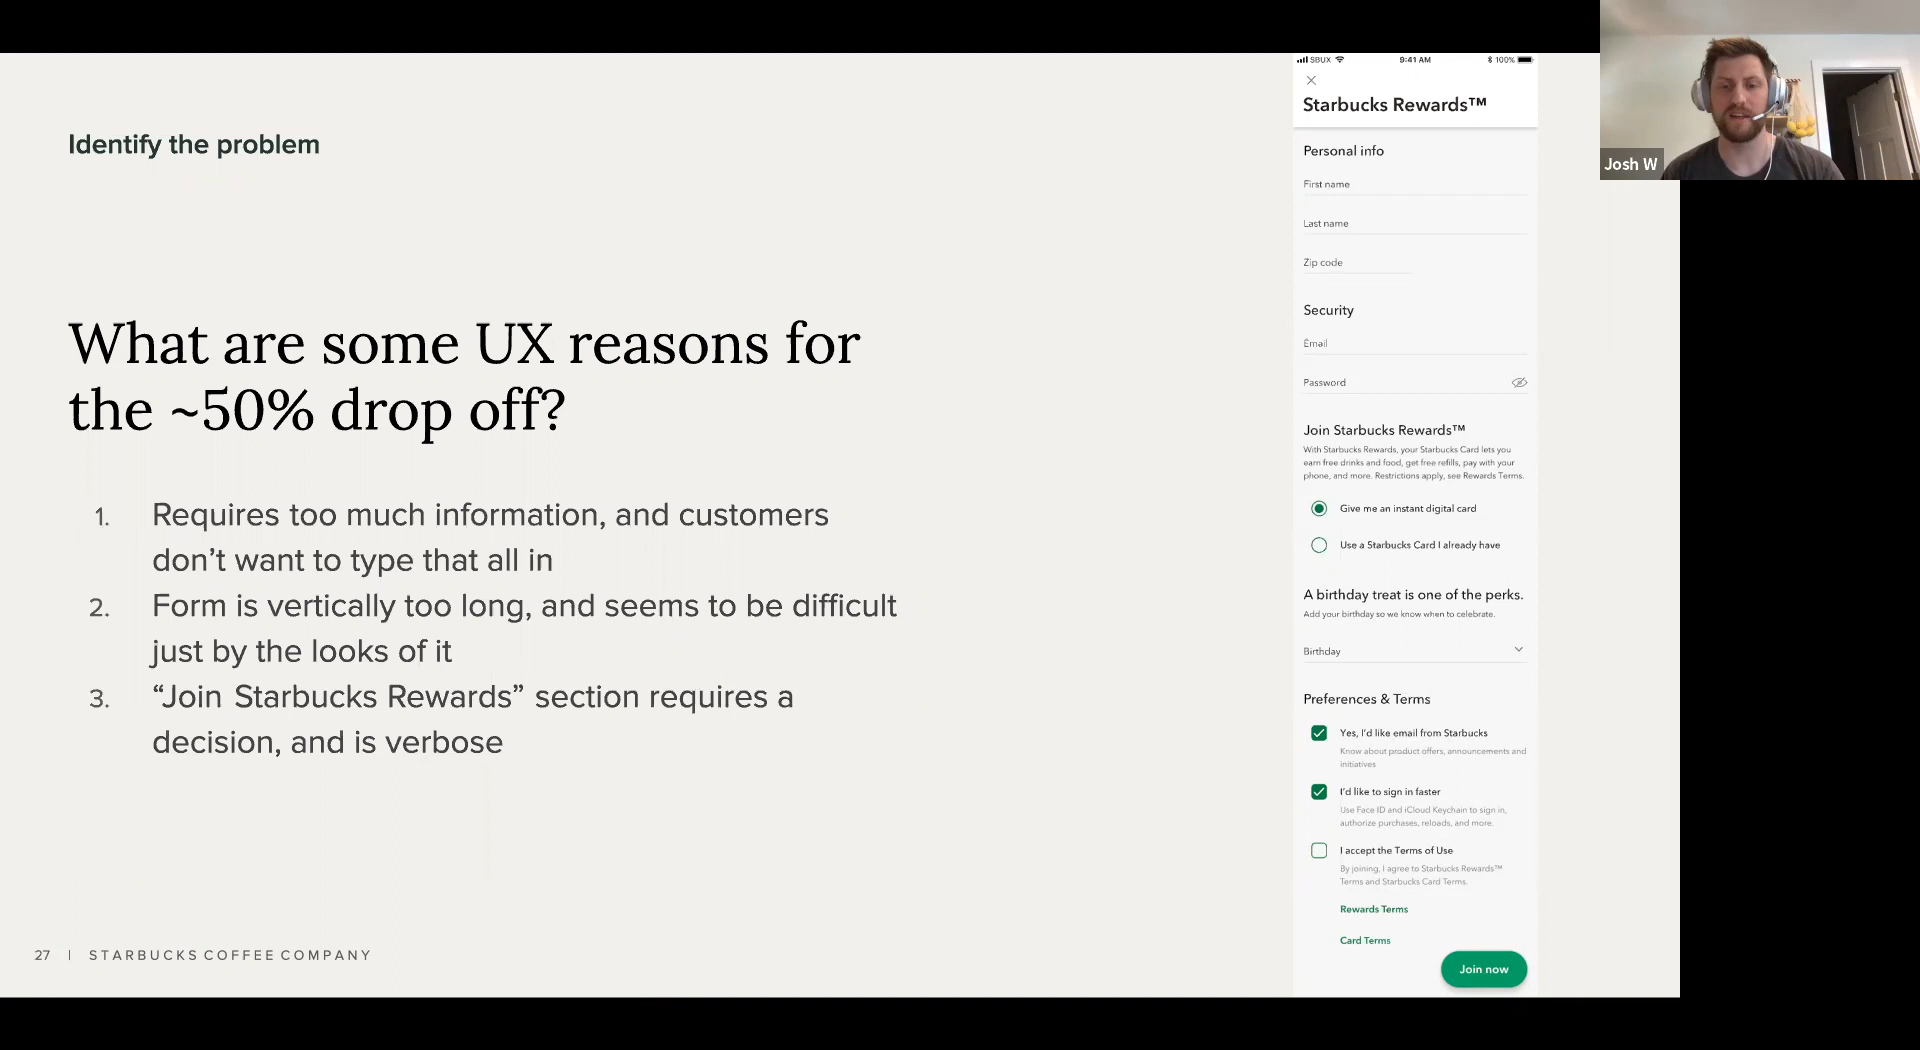 Identify the problem
What are some UX reasons for
the ~50% drop off?
1. Requires too much information, and customers
don’t want to type that all in
2. Form is vertically too long, and seems to be difficult
just by the looks of it
3. “Join Starbucks Rewards” section requires a
decision, and is verbose
27 | STARBUCKS COFFEE COMPANY
SBUX 9:41 AM 100%
Starbucks Rewards™
Personal info
First name
Last name
Zip code
Security
Email
Password
Join Starbucks Rewards™
With Starbucks Rewards, your Starbucks Card lets you
earn free drinks and food, get free refills, pay with your
phone, and more. Restrictions apply, see Rewards Terms.
Give me an instant digital card
Use a Starbucks Card I already have
A birthday treat is one of the perks.
Add your birthday so we know when to celebrate.
Birthday
Preferences & Terms
Yes, I’d like email from Starbucks
Know about product offers, announcements and
initiatives
I’d like to sign in faster
Use Face ID and iCloud Keychain to sign in,
authorize purchases, reloads, and more.
I accept the Terms of Use
By joining, I agree to Starbucks Rewards™
Terms and Starbucks Card Terms.
Rewards Terms
Card Terms
Join now
Josh W